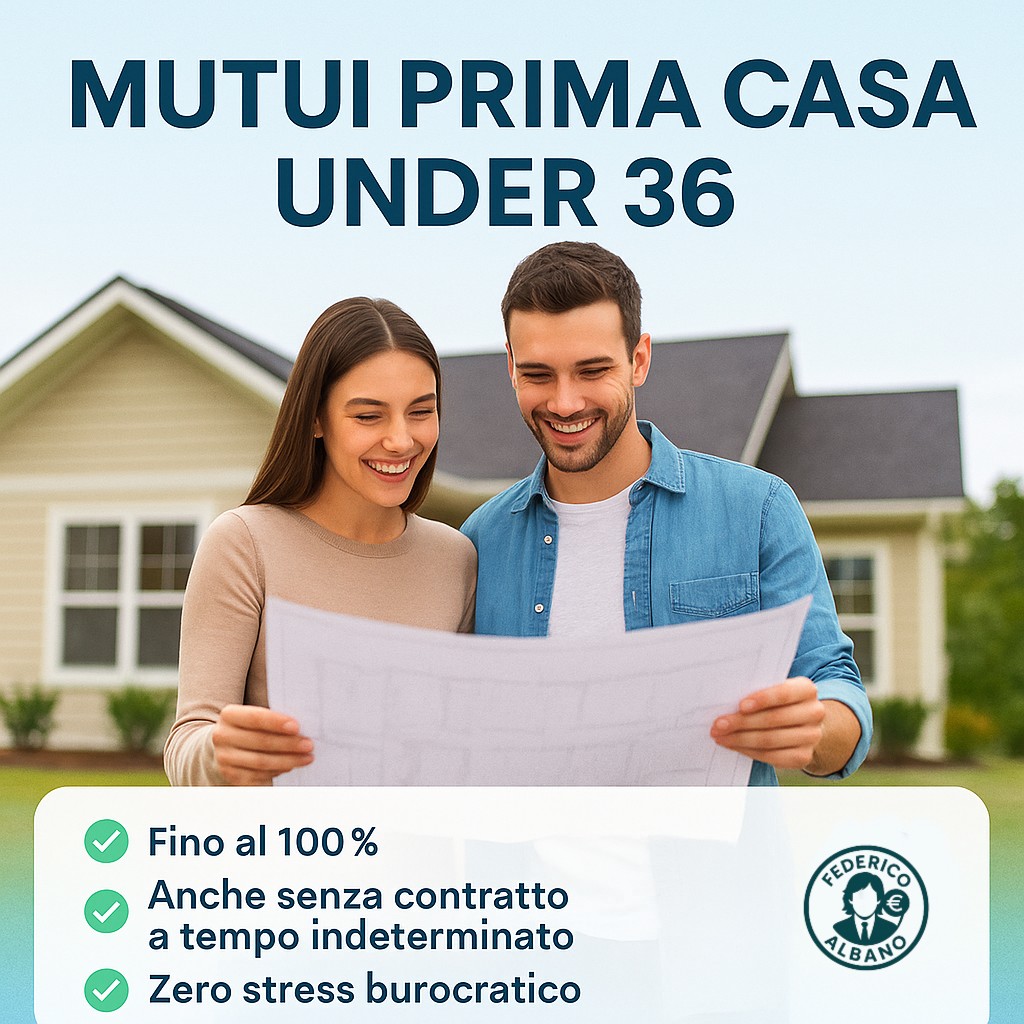 MUTUI PRIMA CASA
UNDER 36
Fino al 100 %
Anche senza contratto
a tempo indeterminato
Zero stress burocratico
FEDERICO
€
ALBANO